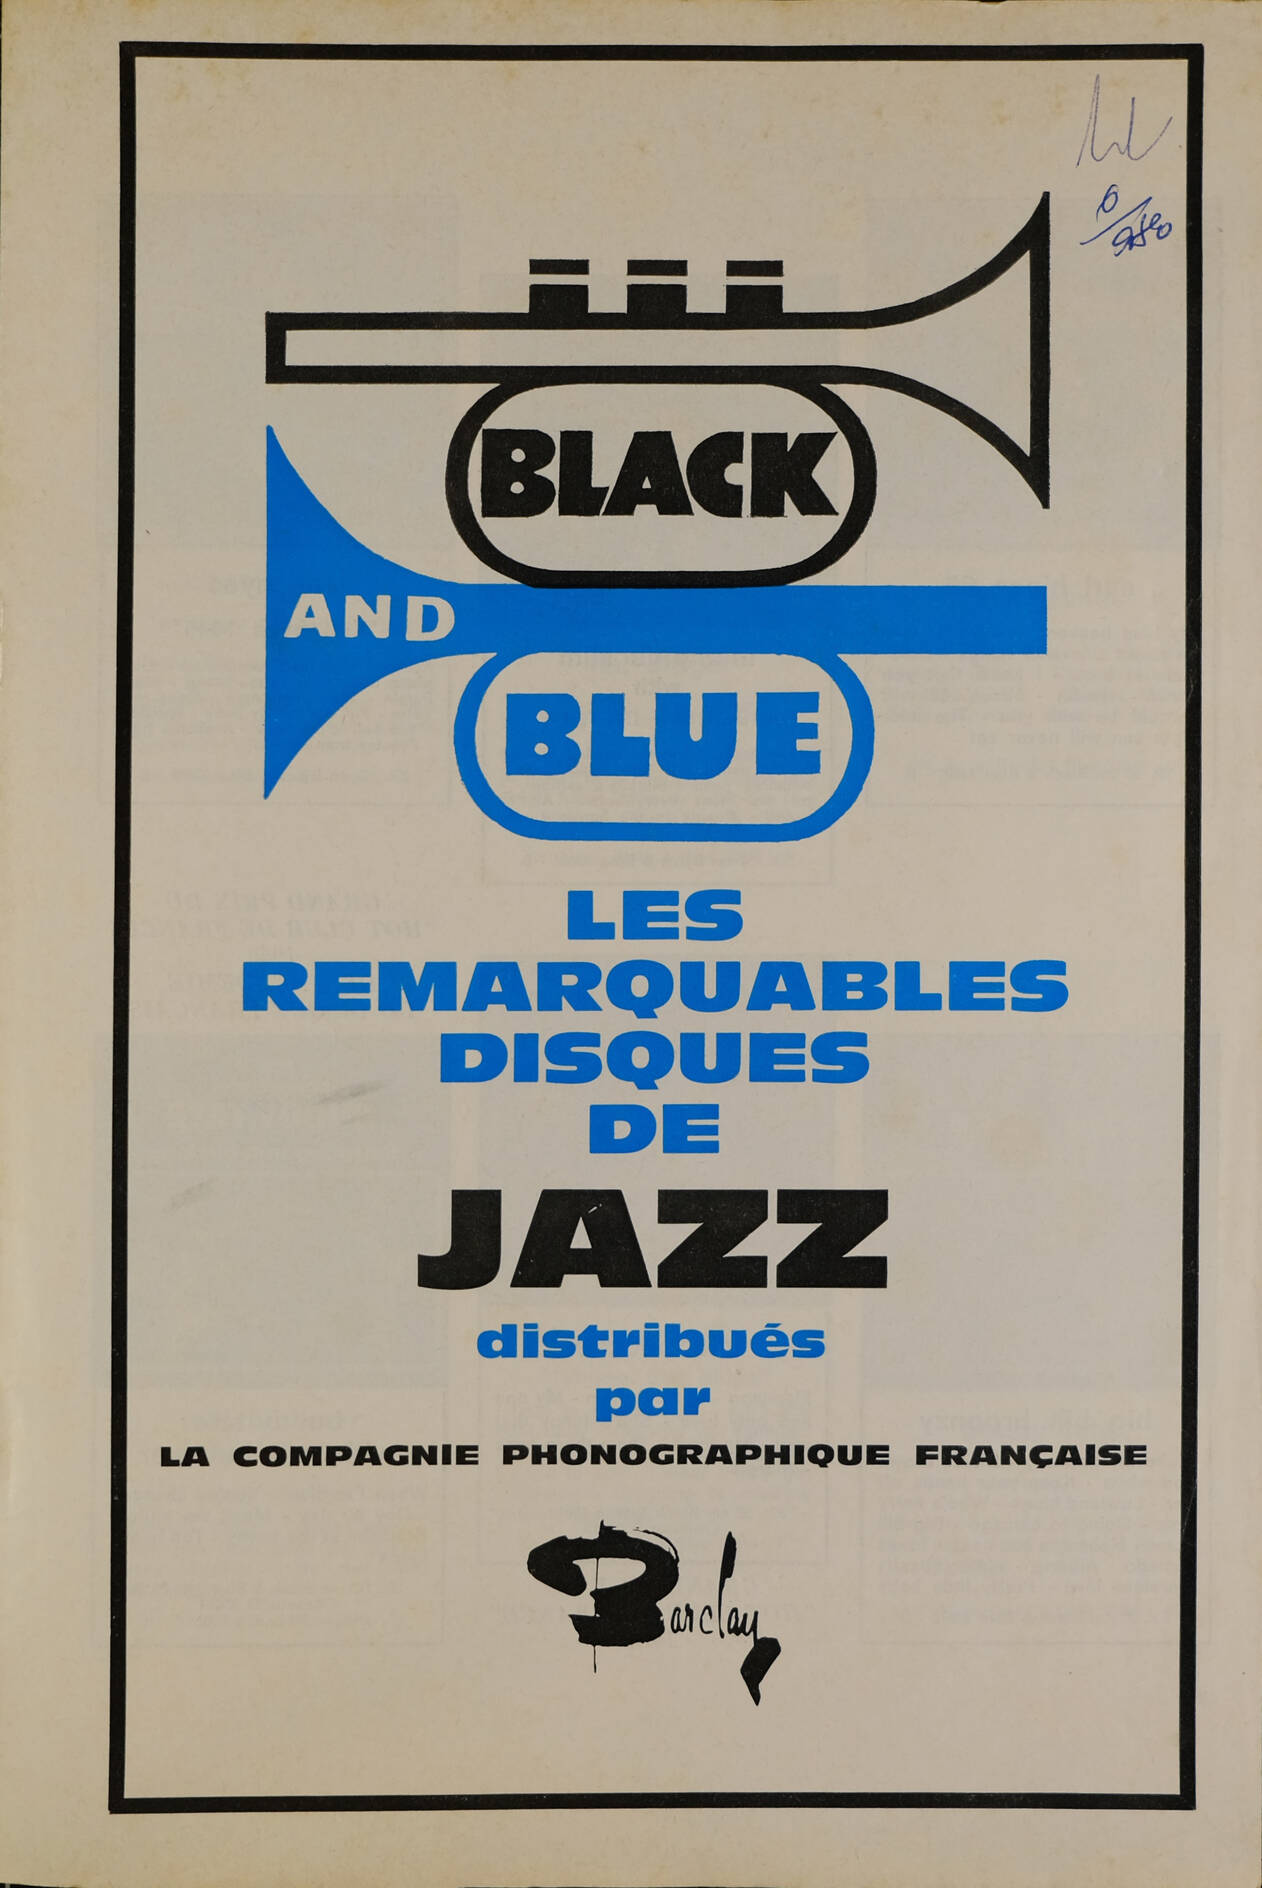 BLACK
AND
BLUE
LES
REMARQUABLES
DISQUES
DE
JAZZ
distribués
par
LA COMPAGNIE PHONOGRAPHIQUE FRANÇAISE
Barclay